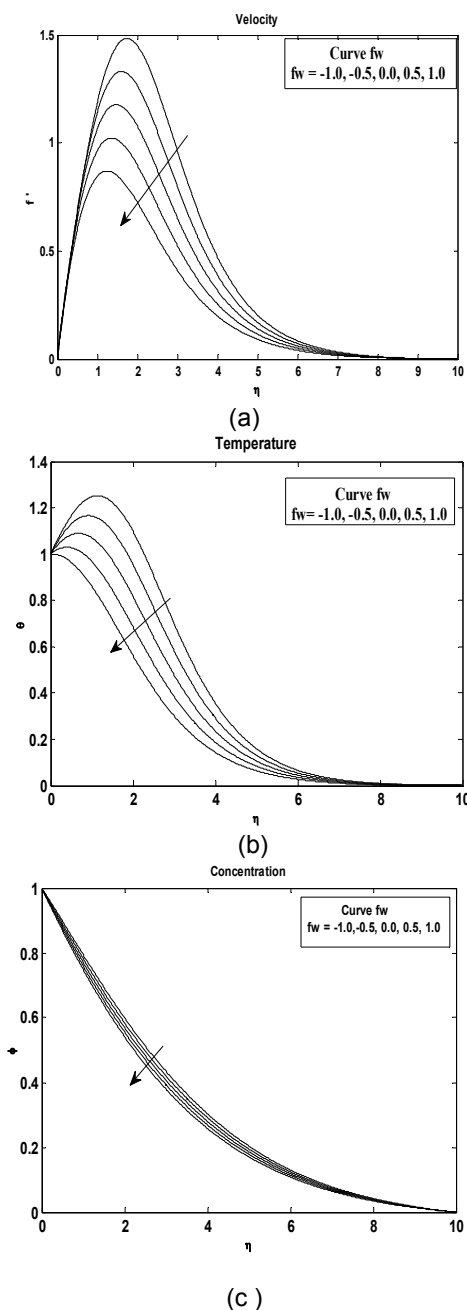 Velocity
1.5
Curve fw
fw = -1.0, -0.5, 0.0, 0.5, 1.0
1
f '
0.5
0
0 1 2 3 4 5 6 7 8 9 10
η
(a)
Temperature
1.4
Curve fw
fw= -1.0, -0.5, 0.0, 0.5, 1.0
1.2
1
0.8
θ
0.6
0.4
0.2
0
0 2 4 6 8 10
η
(b)
Concentration
1
Curve fw
fw = -1.0,-0.5, 0.0, 0.5, 1.0
0.8
0.6
ϕ
0.4
0.2
0
0 2 4 6 8 10
η
(c )